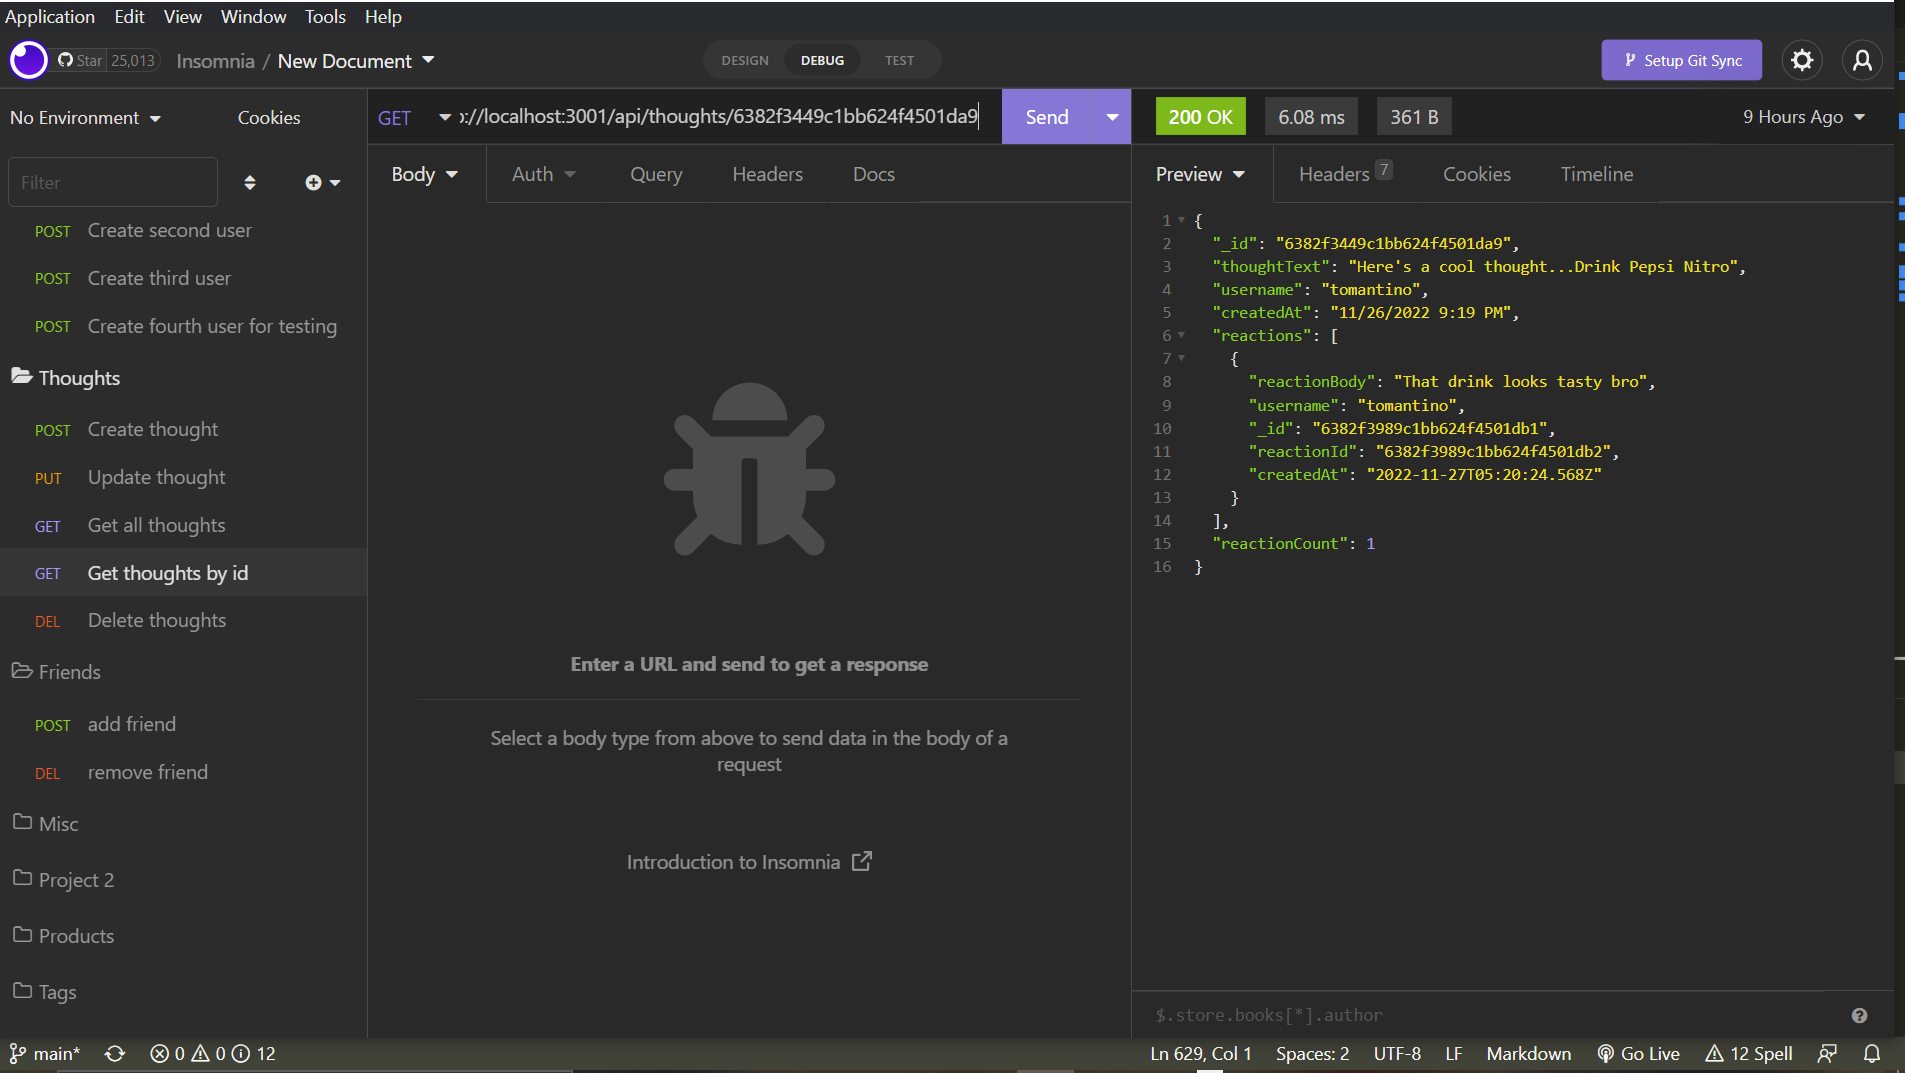 Application Edit View Window Tools Help
Star 25,013 Insomnia / New Document DESIGN DEBUG TEST Setup Git Sync
No Environment Cookies
Filter
POST Create second user
POST Create third user
POST Create fourth user for testing
Thoughts
POST Create thought
PUT Update thought
GET Get all thoughts
GET Get thoughts by id
DEL Delete thoughts
Friends
POST add friend
DEL remove friend
Misc
Project 2
Products
Tags
GET ://localhost:3001/api/thoughts/6382f3449c1bb624f4501da9 Send
Body Auth Query Headers Docs
Enter a URL and send to get a response
Select a body type from above to send data in the body of a
request
Introduction to Insomnia
200 OK 6.08 ms 361 B 9 Hours Ago
Preview Headers 7 Cookies Timeline
1 {
2 "_id": "6382f3449c1bb624f4501da9",
3 "thoughtText": "Here's a cool thought...Drink Pepsi Nitro",
4 "username": "tomantino",
5 "createdAt": "11/26/2022 9:19 PM",
6 "reactions": [
7 {
8 "reactionBody": "That drink looks tasty bro",
9 "username": "tomantino",
10 "_id": "6382f3989c1bb624f4501db1",
11 "reactionId": "6382f3989c1bb624f4501db2",
12 "createdAt": "2022-11-27T05:20:24.568Z"
13 }
14 ],
15 "reactionCount": 1
16 }
$.store.books[*].author
main* 0 0 12 Ln 629, Col 1 Spaces: 2 UTF-8 LF Markdown Go Live 12 Spell